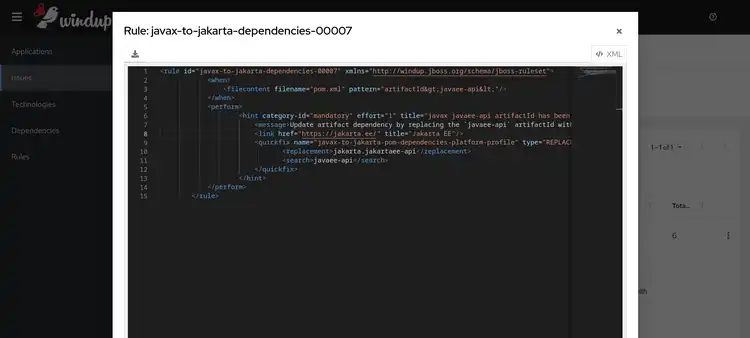 windup
Rule: javax-to-jakarta-dependencies-00007
Applications
XML
Issues
Technologies
Dependencies
Rules
1 <rule id="javax-to-jakarta-dependencies-00007" xmlns="http://windup.jboss.org/schema/jboss-ruleset">
2 <when>
3 <filecontent filename="pom.xml" pattern="artifactId&gt;javaee-api&lt;"/>
4 </when>
5 <perform>
6 <hint category-id="mandatory" effort="1" title="javax javaee-api artifactId has been
7 <message>Update artifact dependency by replacing the `javaee-api` artifactId wit
8 <link href="https://jakarta.ee/" title="Jakarta EE"/>
9 <quickfix name="javax-to-jakarta-pom-dependencies-platform-profile" type="REPLAC
10 <replacement>jakarta.jakartaee-api</replacement>
11 <search>javaee-api</search>
12 </quickfix>
13 </hint>
14 </perform>
15 </rule>
1-1 of 1
Tota...
6